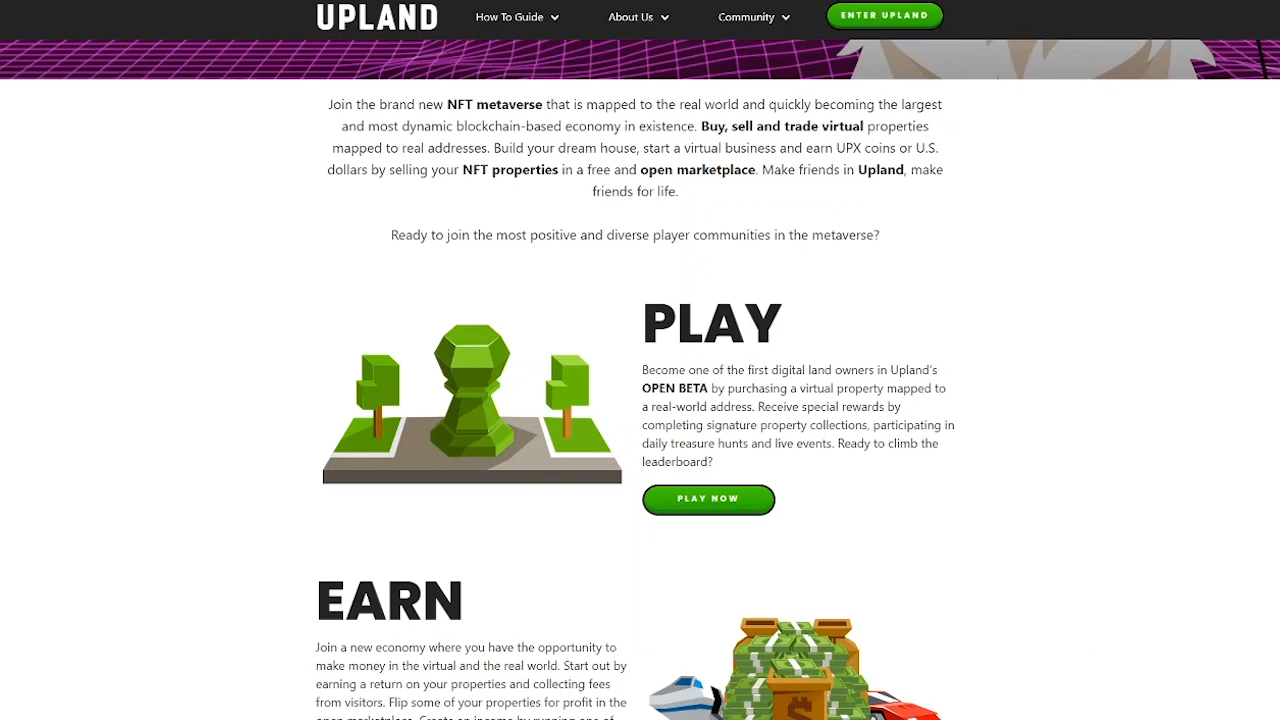 UPLAND
How To Guide
About Us
Community
ENTER UPLAND
Join the brand new NFT metaverse that is mapped to the real world and quickly becoming the largest
and most dynamic blockchain-based economy in existence. Buy, sell and trade virtual properties
mapped to real addresses. Build your dream house, start a virtual business and earn UPX coins or U.S.
dollars by selling your NFT properties in a free and open marketplace. Make friends in Upland, make
friends for life.
Ready to join the most positive and diverse player communities in the metaverse?
PLAY
Become one of the first digital land owners in Upland's
OPEN BETA by purchasing a virtual property mapped to
a real-world address. Receive special rewards by
completing signature property collections, participating in
daily treasure hunts and live events. Ready to climb the
leaderboard?
PLAY NOW
EARN
Join a new economy where you have the opportunity to
make money in the virtual and the real world. Start out by
earning a return on your properties and collecting fees
from visitors. Flip some of your properties for profit in the
open marketplace. Create an income by running one of
$